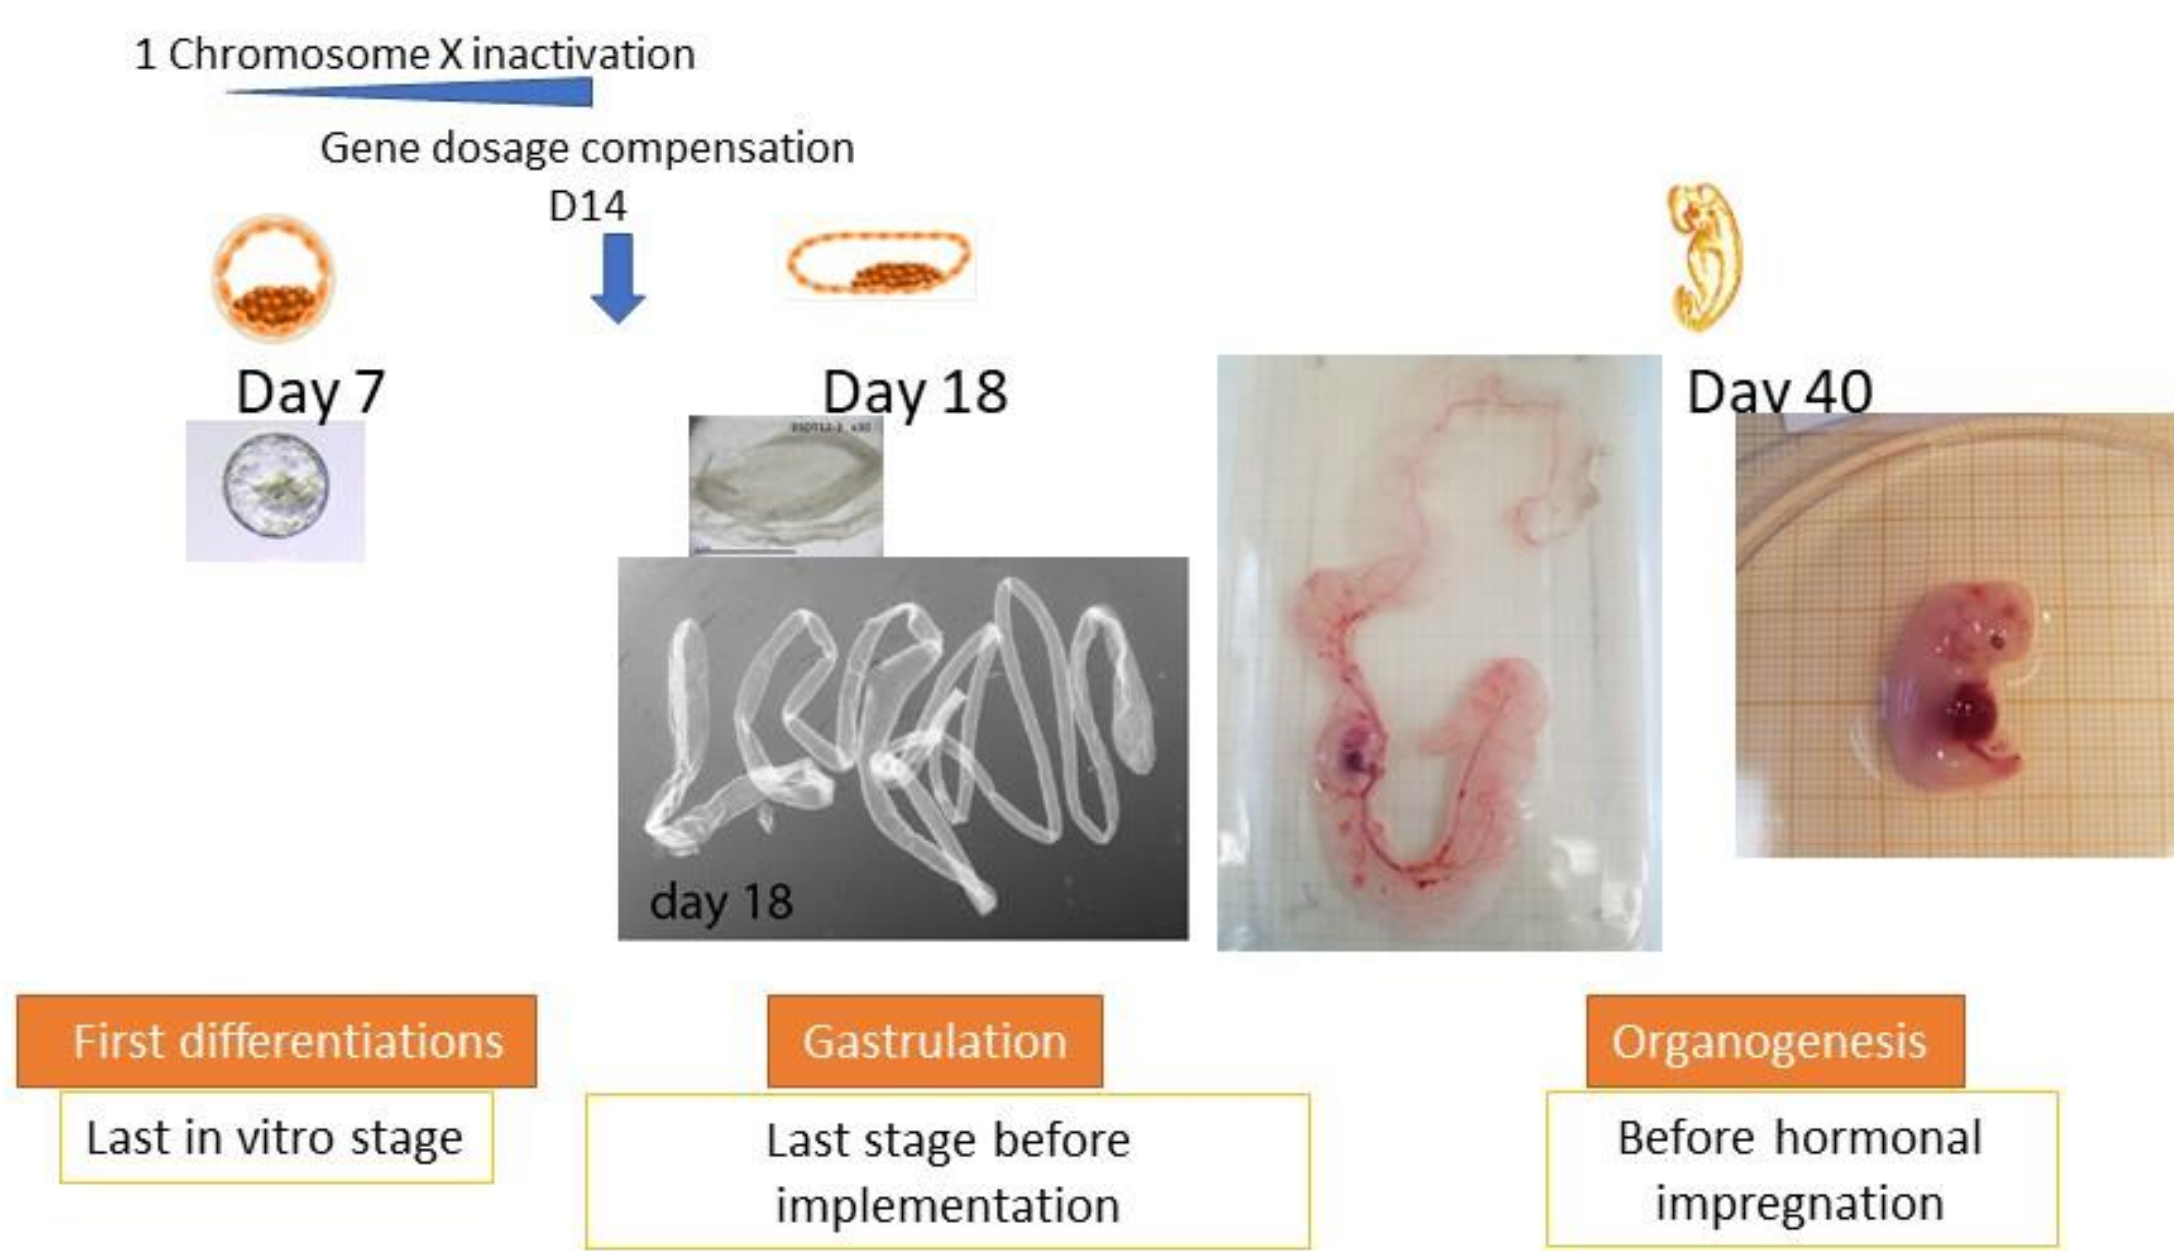 1 Chromosome X inactivation
Gene dosage compensation
D14
Day 7
Day 18
Day 40
day 18
First differentiations
Gastrulation
Organogenesis
Last in vitro stage
Last stage before
implementation
Before hormonal
impregnation